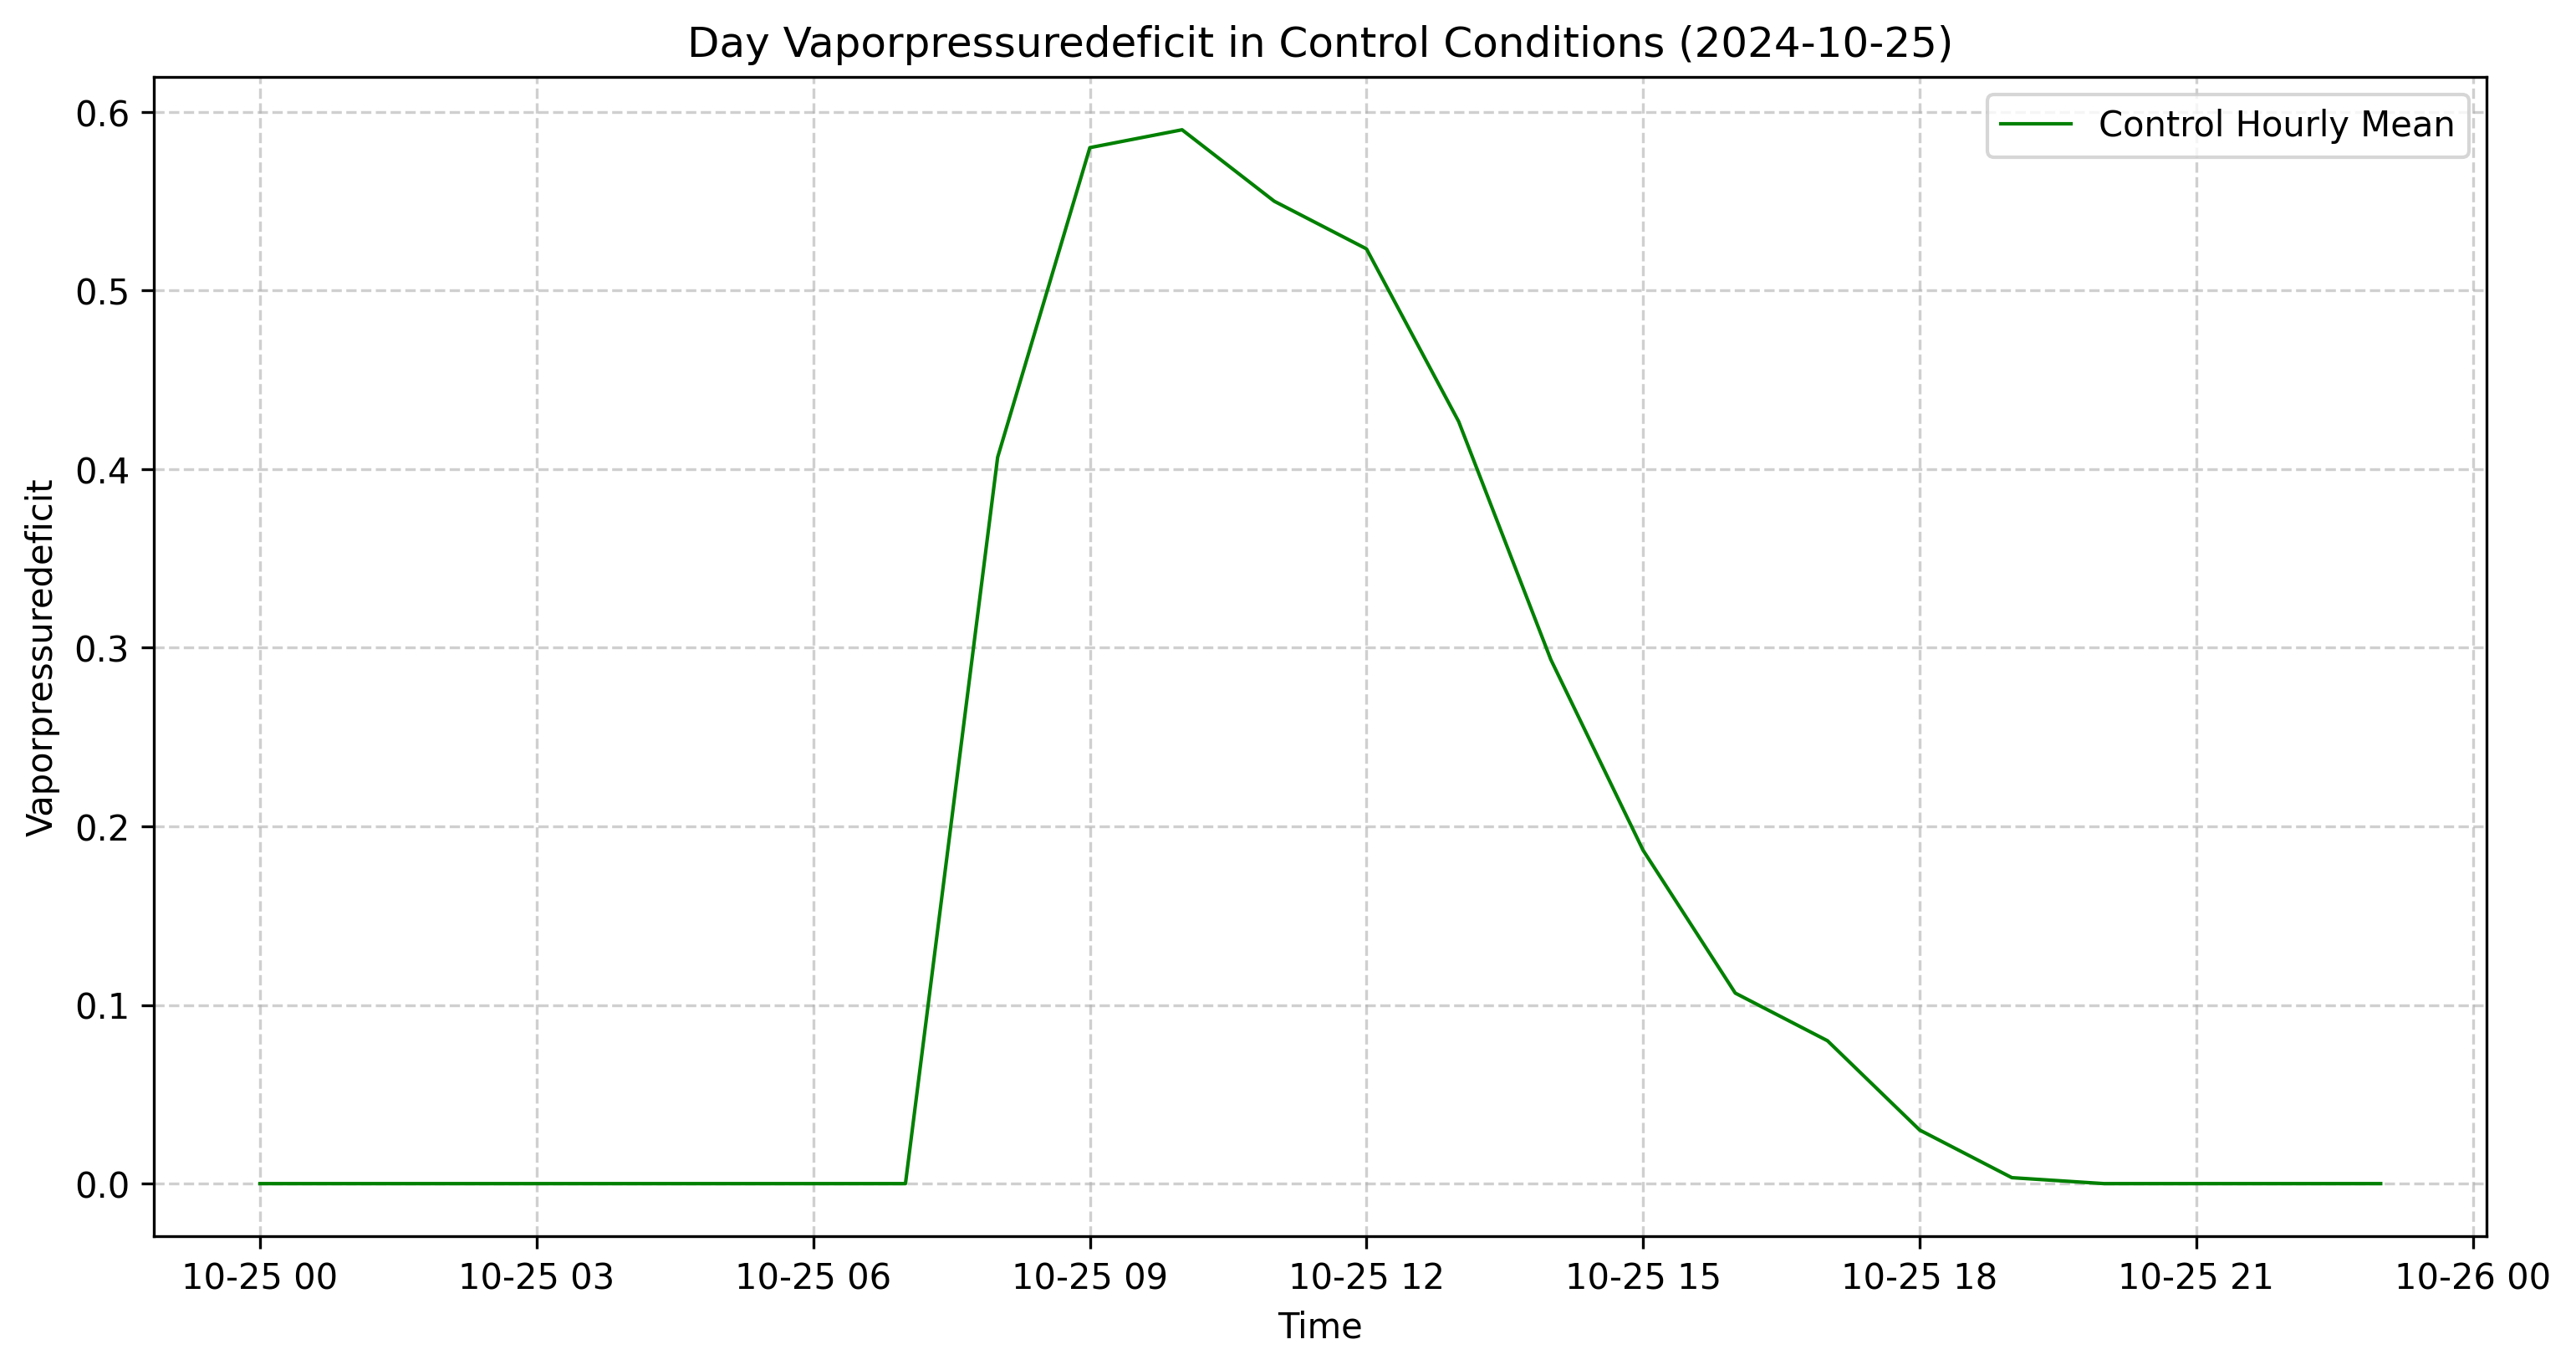 Day Vaporpressuredeficit in Control Conditions (2024-10-25)
Control Hourly Mean
Vaporpressuredeficit
0.6
0.5
0.4
0.3
0.2
0.1
0.0
10-25 00 10-25 03 10-25 06 10-25 09 10-25 12 10-25 15 10-25 18 10-25 21 10-26 00
Time